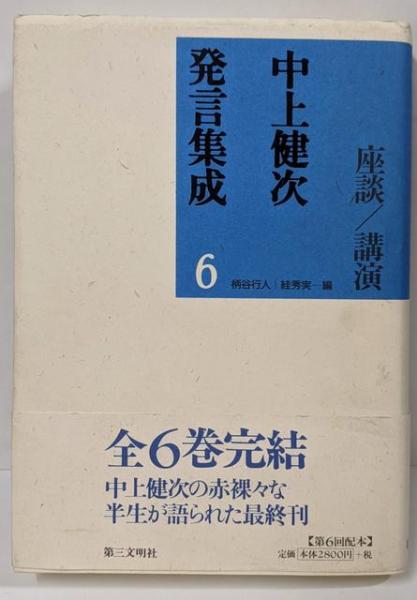 座談/講演
中上健次
発言集成
6
柄谷行人|絓秀実―編
全6巻完結
中上健次の赤裸々な
半生が語られた最終刊
第三文明社
【第6回配本】
定価 本体2800円+税